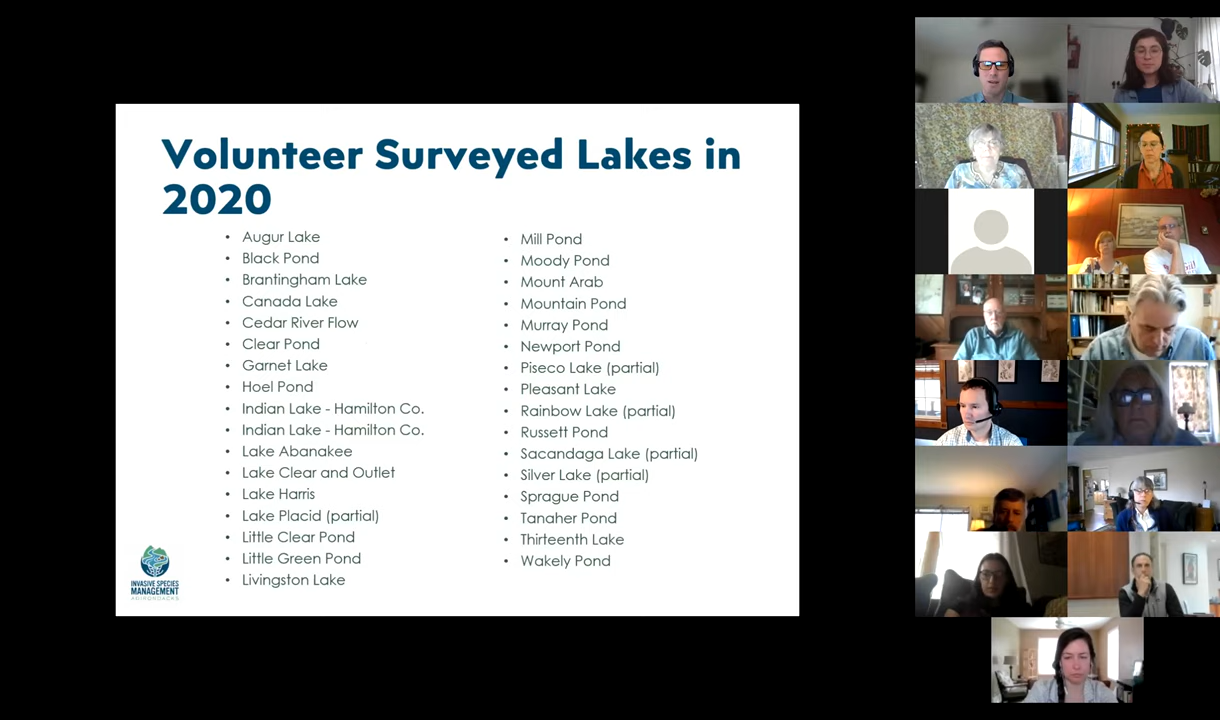 Volunteer Surveyed Lakes in
2020
• Augur Lake
• Black Pond
• Brantingham Lake
• Canada Lake
• Cedar River Flow
• Clear Pond
• Garnet Lake
• Hoel Pond
• Indian Lake - Hamilton Co.
• Indian Lake - Hamilton Co.
• Lake Abanakee
• Lake Clear and Outlet
• Lake Harris
• Lake Placid (partial)
• Little Clear Pond
• Little Green Pond
• Livingston Lake
• Mill Pond
• Moody Pond
• Mount Arab
• Mountain Pond
• Murray Pond
• Newport Pond
• Piseco Lake (partial)
• Pleasant Lake
• Rainbow Lake (partial)
• Russett Pond
• Sacandaga Lake (partial)
• Silver Lake (partial)
• Sprague Pond
• Tanaher Pond
• Thirteenth Lake
• Wakely Pond
INVASIVE SPECIES
MANAGEMENT
ADIRONDACKS